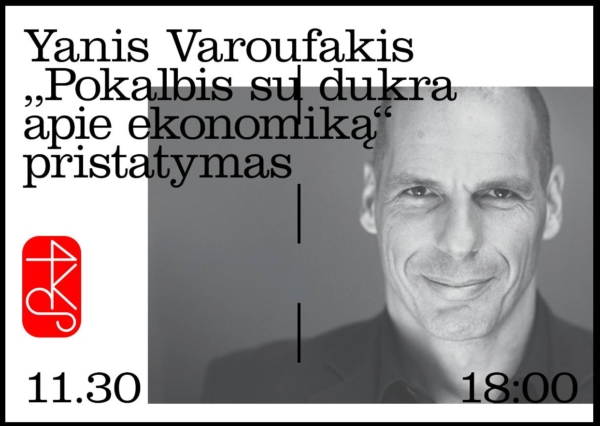 Yanis Varoufakis
„Pokalbis su dukra
apie ekonomiką“
pristatymas
11.30
18:00